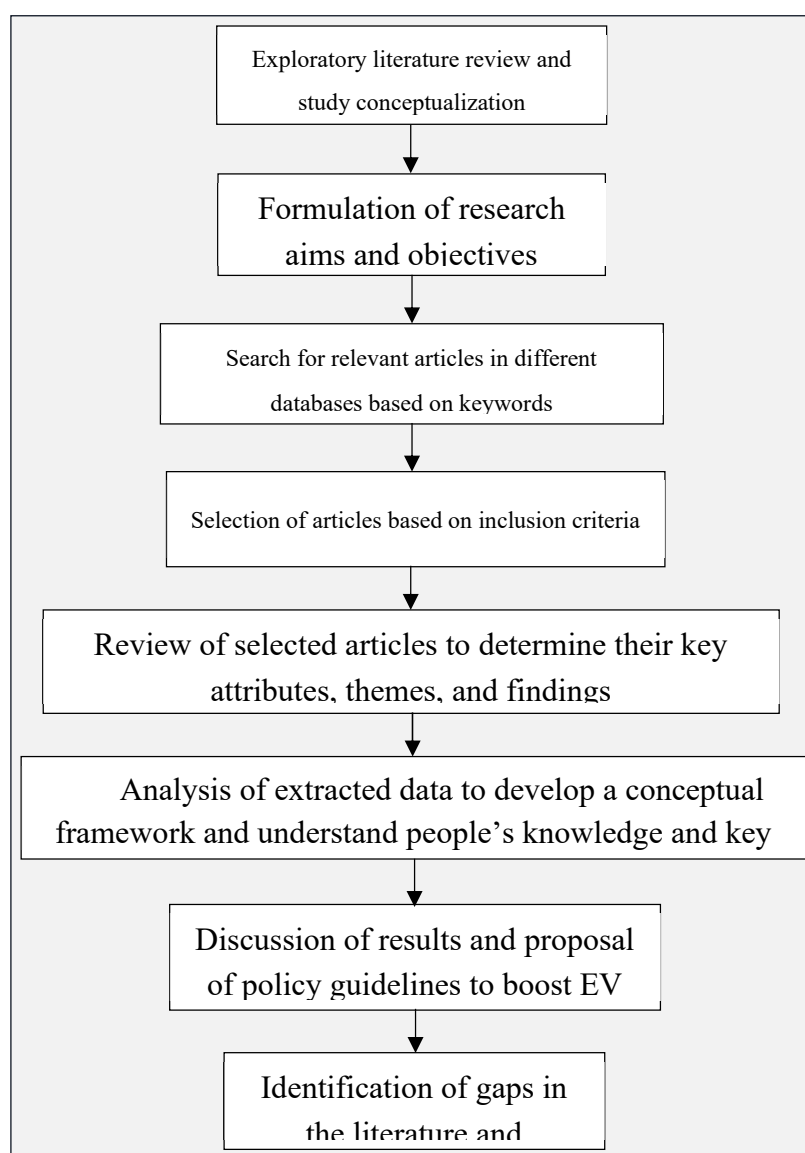 Exploratory literature review and
study conceptualization
Formulation of research
aims and objectives
Search for relevant articles in different
databases based on keywords
Selection of articles based on inclusion criteria
Review of selected articles to determine their key
attributes, themes, and findings
Analysis of extracted data to develop a conceptual
framework and understand people’s knowledge and key
Discussion of results and proposal
of policy guidelines to boost EV
Identification of gaps in
the literature and